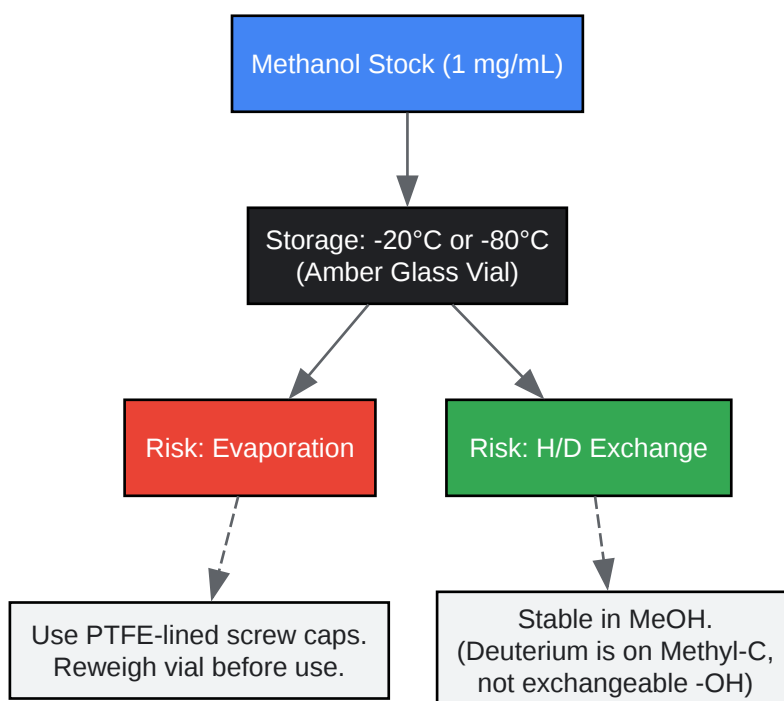 Methanol Stock (1 mg/mL)
Storage: -20°C or -80°C
(Amber Glass Vial)
Risk: Evaporation
Risk: H/D Exchange
Use PTFE-lined screw caps.
Reweigh vial before use.
Stable in MeOH.
(Deuterium is on Methyl-C,
not exchangeable -OH)